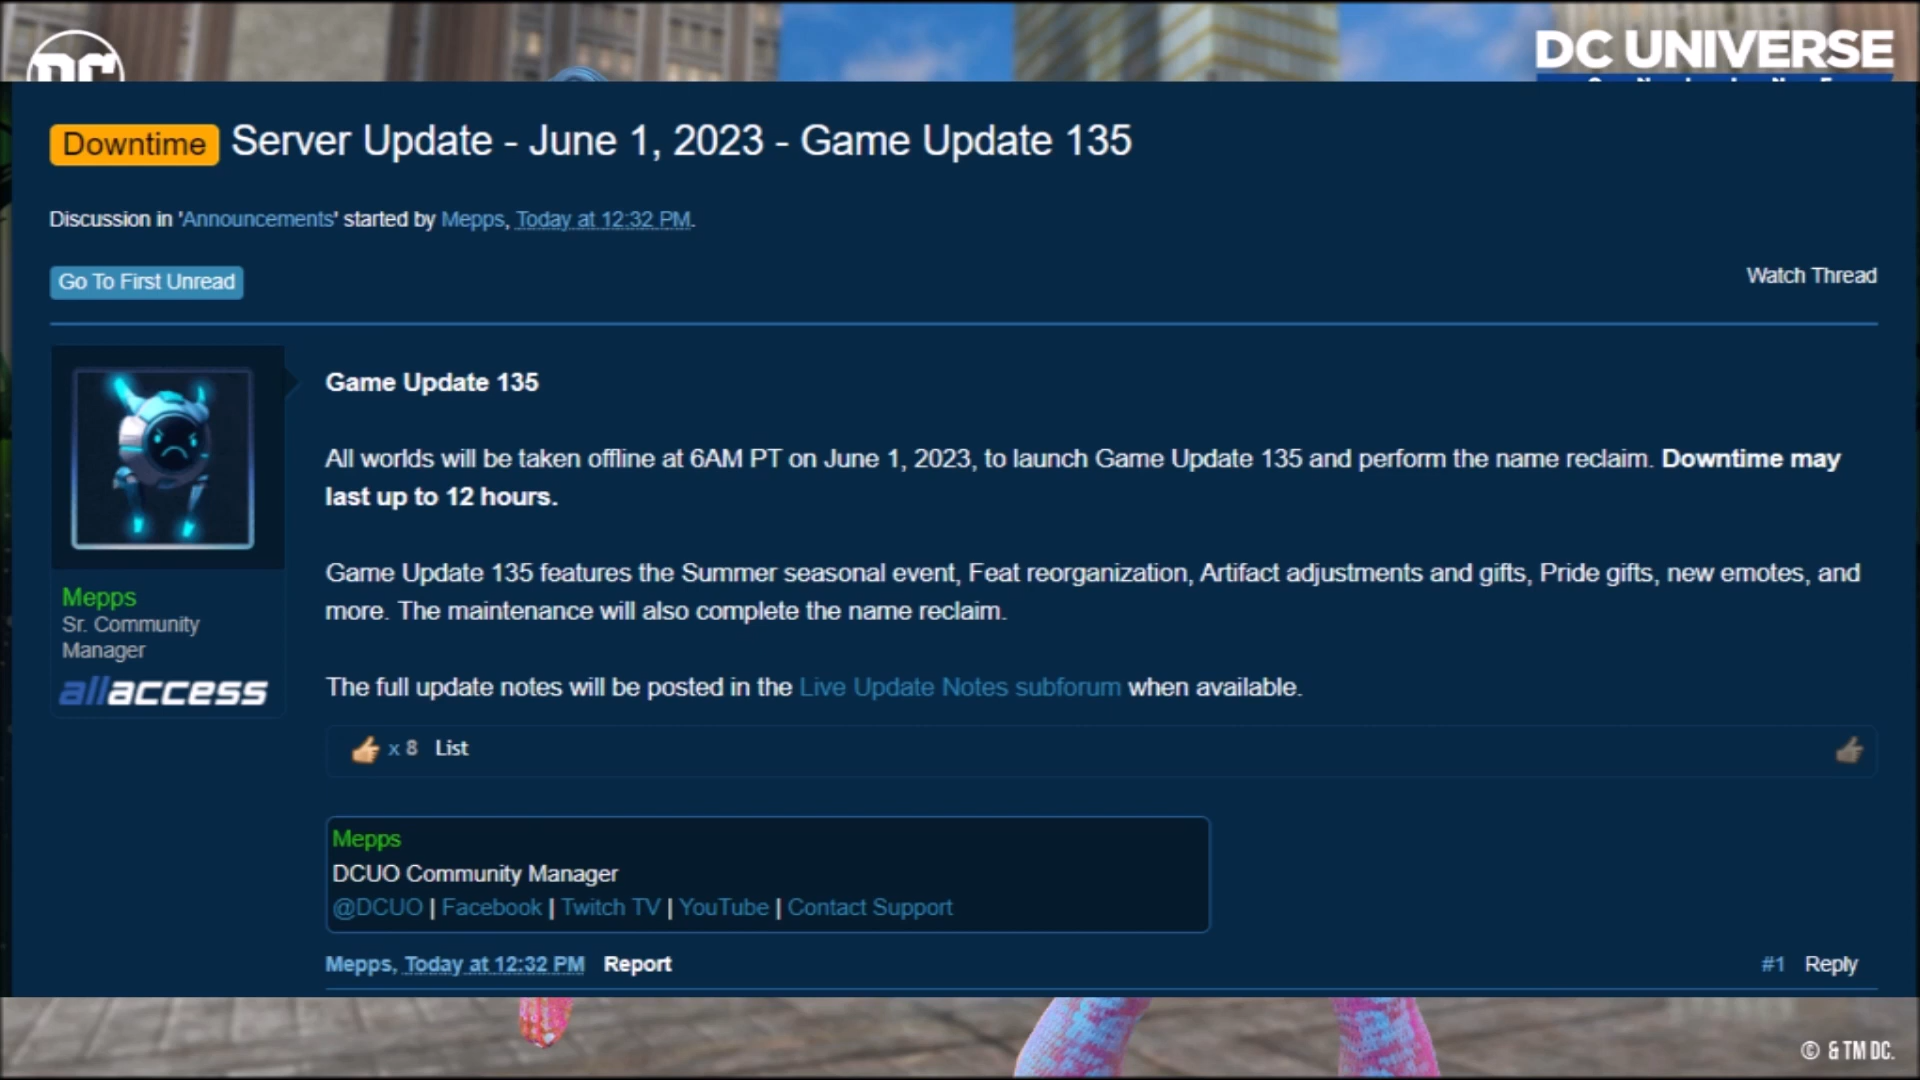 DC
DC UNIVERSE
Downtime Server Update - June 1, 2023 - Game Update 135
Discussion in 'Announcements' started by Mepps, Today at 12:32 PM.
Go To First Unread
Watch Thread
Game Update 135
All worlds will be taken offline at 6AM PT on June 1, 2023, to launch Game Update 135 and perform the name reclaim. Downtime may
last up to 12 hours.
Game Update 135 features the Summer seasonal event, Feat reorganization, Artifact adjustments and gifts, Pride gifts, new emotes, and
more. The maintenance will also complete the name reclaim.
The full update notes will be posted in the Live Update Notes subforum when available.
Mepps
Sr. Community
Manager
allaccess
x 8 List
Mepps
DCUO Community Manager
@DCUO | Facebook | Twitch TV | YouTube | Contact Support
Mepps, Today at 12:32 PM Report
#1 Reply
© & TM DC.